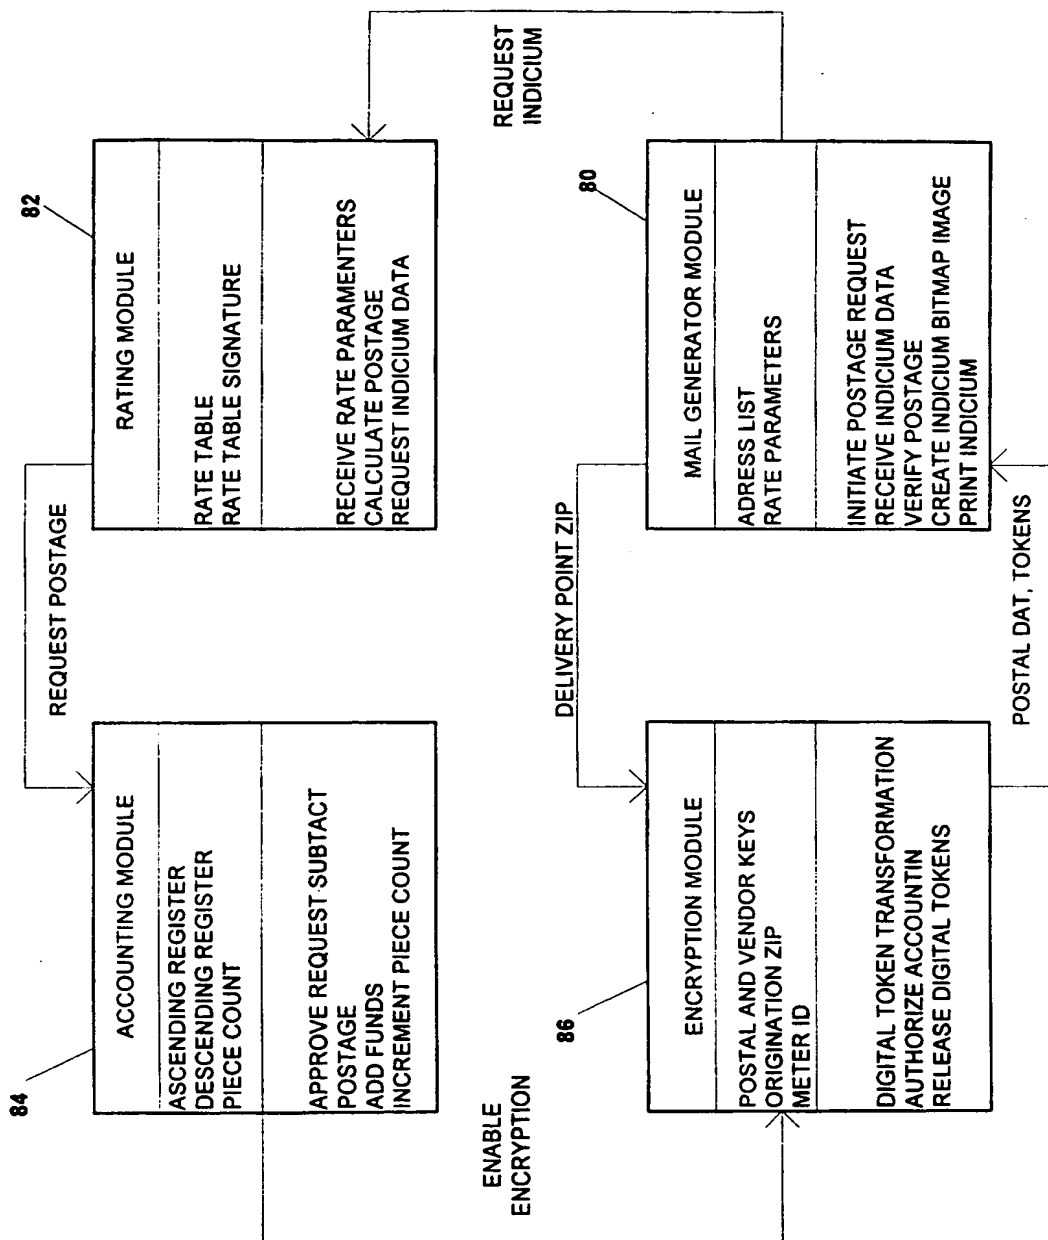 84
ACCOUNTING MODULE
ASCENDING REGISTER
DESCENDING REGISTER
PIECE COUNT
APPROVE REQUEST SUBTACT
POSTAGE
ADD FUNDS
INCREMENT PIECE COUNT
REQUEST POSTAGE
82
RATING MODULE
RATE TABLE
RATE TABLE SIGNATURE
RECEIVE RATE PARAMENTERS
CALCULATE POSTAGE
REQUEST INDICIUM DATA
ENABLE
ENCRYPTION
REQUEST
INDICIUM
86
ENCRYPTION MODULE
POSTAL AND VENDOR KEYS
ORIGINATION ZIP
METER ID
DIGITAL TOKEN TRANSFORMATION
AUTHORIZE ACCOUNTIN
RELEASE DIGITAL TOKENS
DELIVERY POINT ZIP
80
MAIL GENERATOR MODULE
ADRESS LIST
RATE PARAMETERS
INITIATE POSTAGE REQUEST
RECEIVE INDICIUM DATA
VERIFY POSTAGE
CREATE INDICIUM BITMAP IMAGE
PRINT INDICIUM
POSTAL DAT, TOKENS